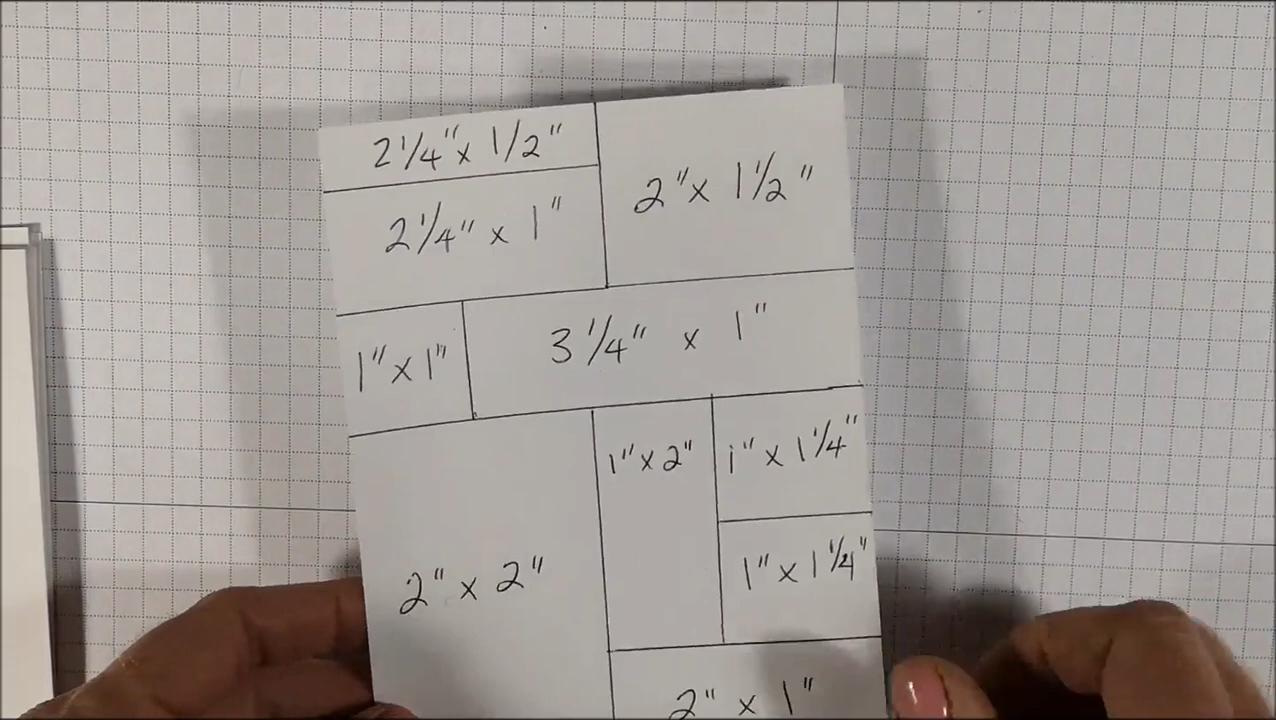 2 1/4" x 1/2"
2" x 1 1/2"
2 1/4" x 1"
1" x 1"
3 1/4" x 1"
1" x 2"
1" x 1 1/4"
1" x 1 1/4"
2" x 2"
2" x 1"